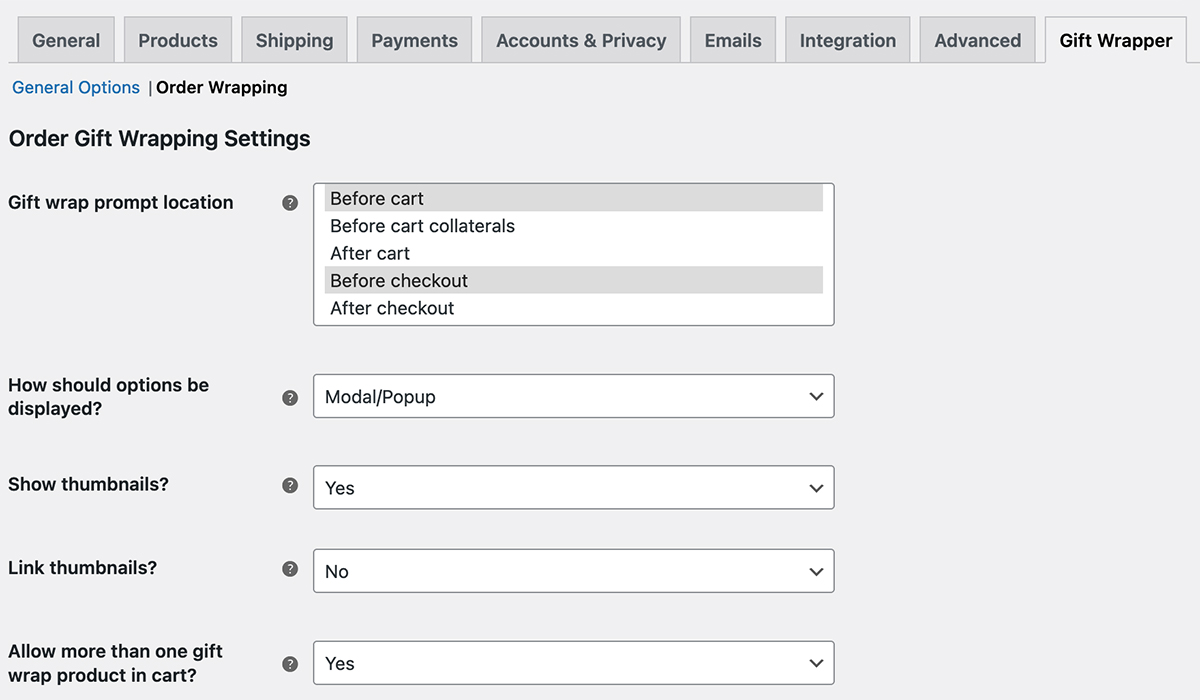 General Products Shipping Payments Accounts & Privacy Emails Integration Advanced Gift Wrapper
General Options | Order Wrapping
Order Gift Wrapping Settings
Gift wrap prompt location ?
Before cart
Before cart collaterals
After cart
Before checkout
After checkout
How should options be
displayed? ?
Modal/Popup
Show thumbnails? ?
Yes
Link thumbnails? ?
No
Allow more than one gift
wrap product in cart? ?
Yes